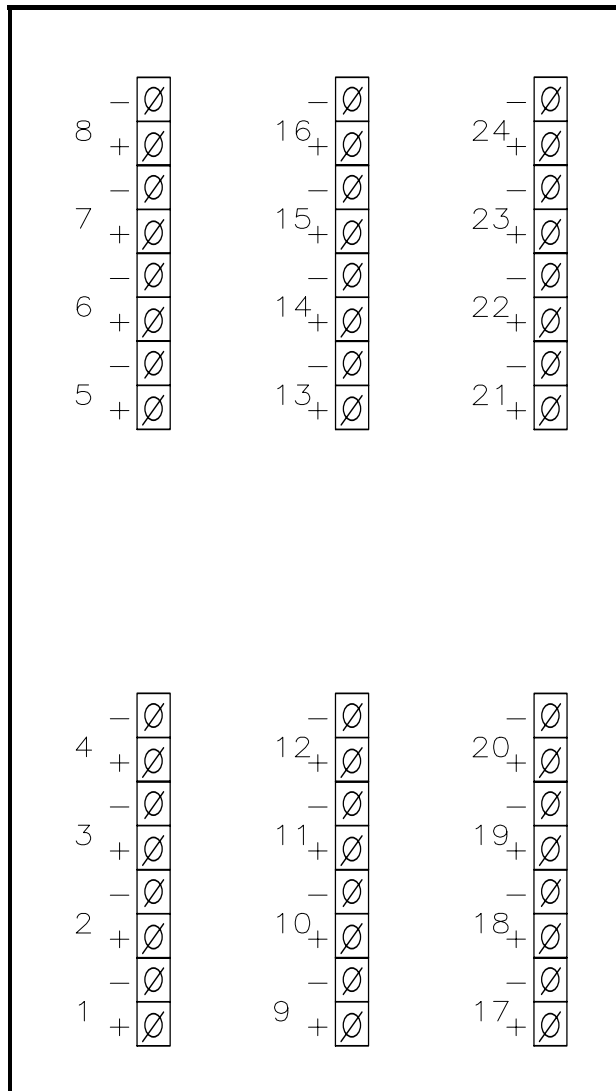 − − −
8 16 24
+ + +
− − −
7 15 23
+ + +
− − −
6 14 22
+ + +
− − −
5 13 21
+ + +
− − −
4 12 20
+ + +
− − −
3 11 19
+ + +
− − −
2 10 18
+ + +
− − −
1 9 17
+ + +